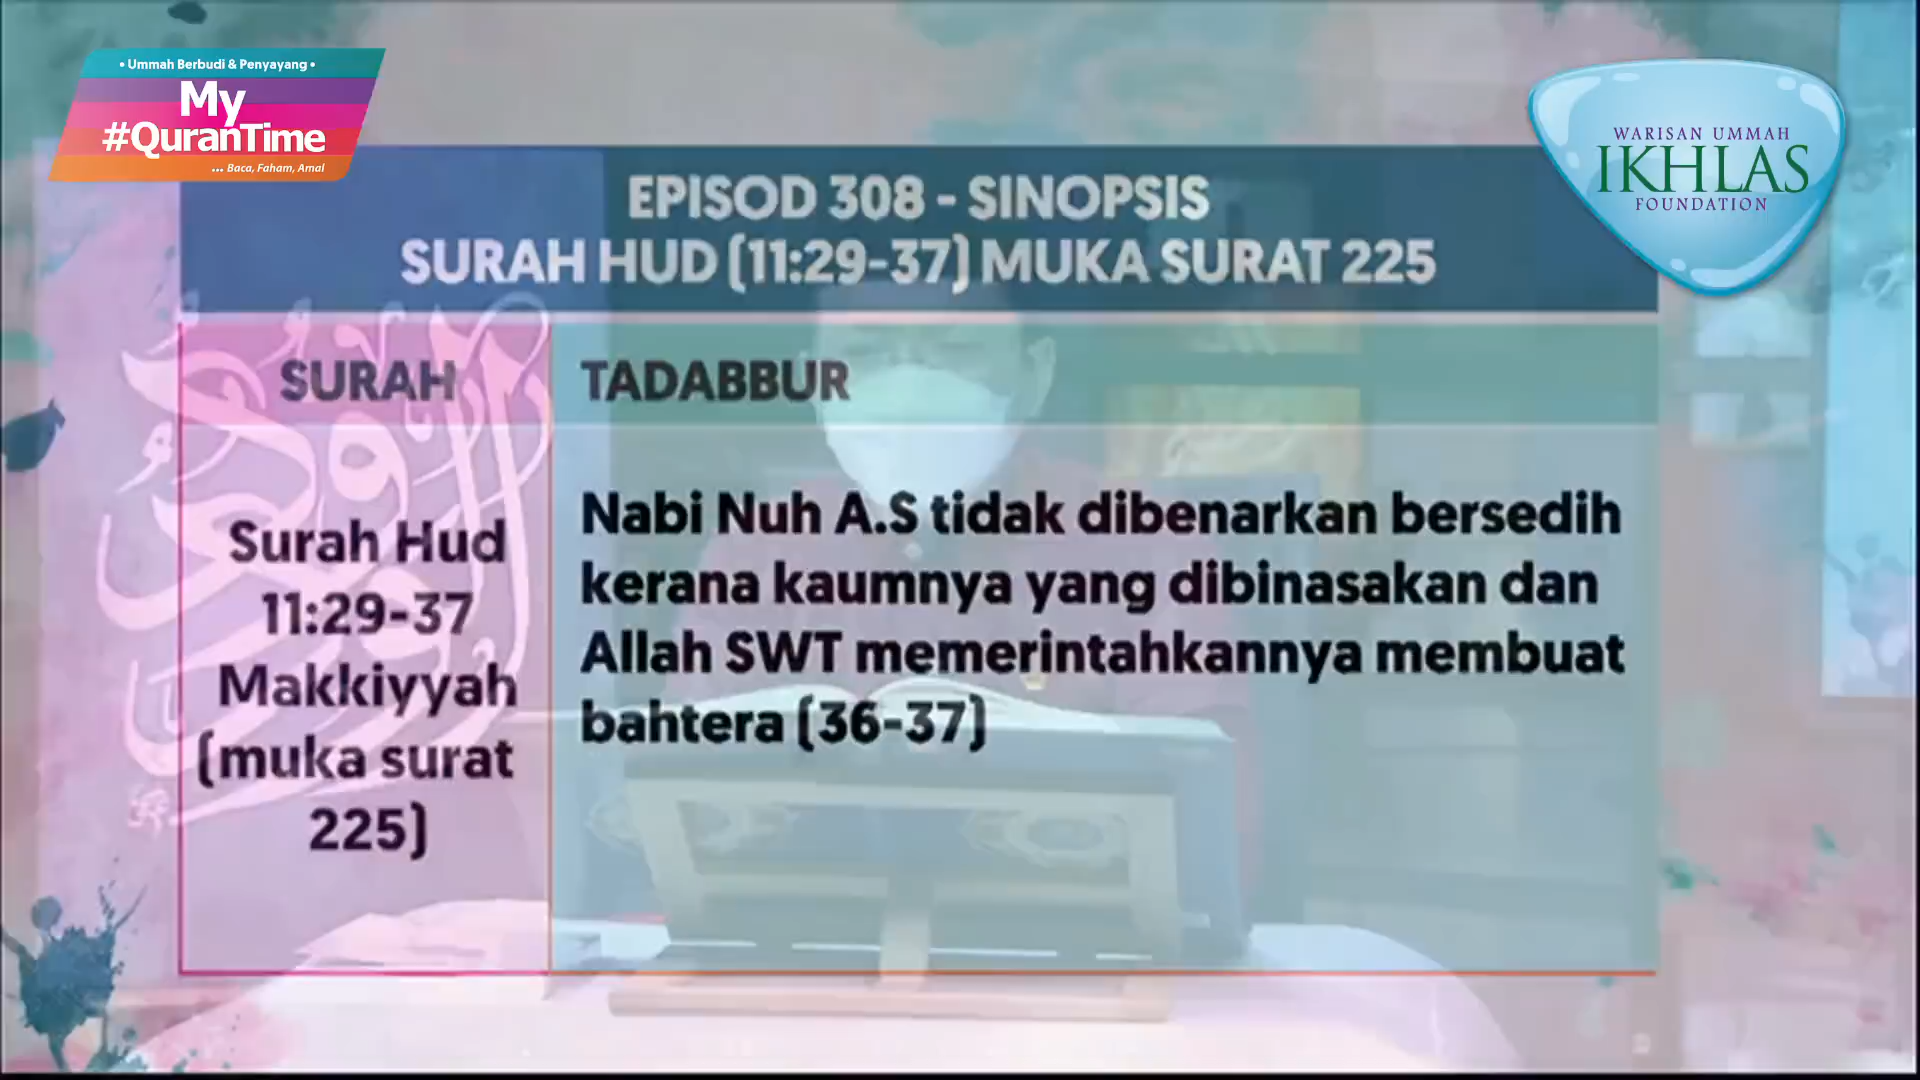 • Ummah Berbudi & Penyayang •
My
#QuranTime
... Baca, Faham, Amal
WARISAN UMMAH
IKHLAS
FOUNDATION
EPISOD 308 - SINOPSIS
SURAH HUD (11:29-37) MUKA SURAT 225
SURAH
TADABBUR
Surah Hud
11:29-37
Makkiyyah
(muka surat
225)
Nabi Nuh A.S tidak dibenarkan bersedih
kerana kaumnya yang dibinasakan dan
Allah SWT memerintahkannya membuat
bahtera (36-37)